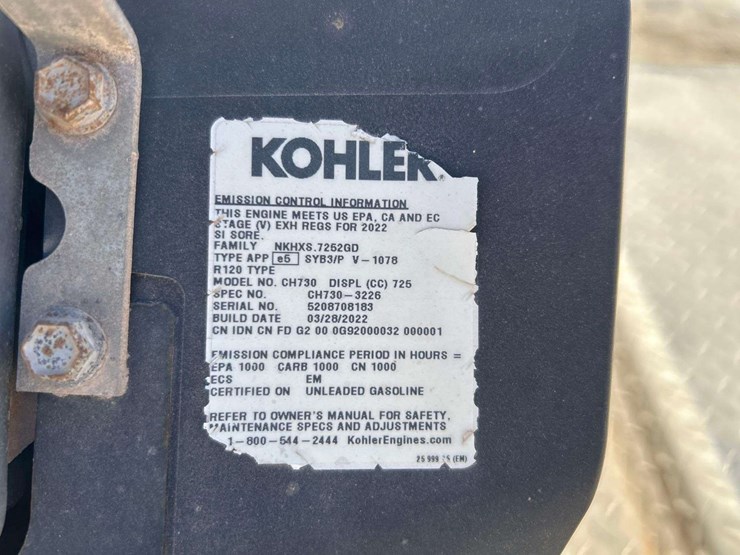 KOHLER
EMISSION CONTROL INFORMATION
THIS ENGINE MEETS US EPA, CA AND EC
STAGE (V) EXH REGS FOR 2022
SI SORE.
FAMILY NKHXS.7252GD
TYPE APP e5 SYB3/P V-1078
R120 TYPE
MODEL NO. CH730 DISPL (CC) 725
SPEC NO. CH730-3226
SERIAL NO. 5208708183
BUILD DATE 03/28/2022
CN IDN CN FD G2 00 0G92000032 000001
EMISSION COMPLIANCE PERIOD IN HOURS =
EPA 1000 CARB 1000 CN 1000
ECS EM
CERTIFIED ON UNLEADED GASOLINE
REFER TO OWNER'S MANUAL FOR SAFETY,
MAINTENANCE SPECS AND ADJUSTMENTS
1-800-544-2444 KohlerEngines.com
25 999 (EM)